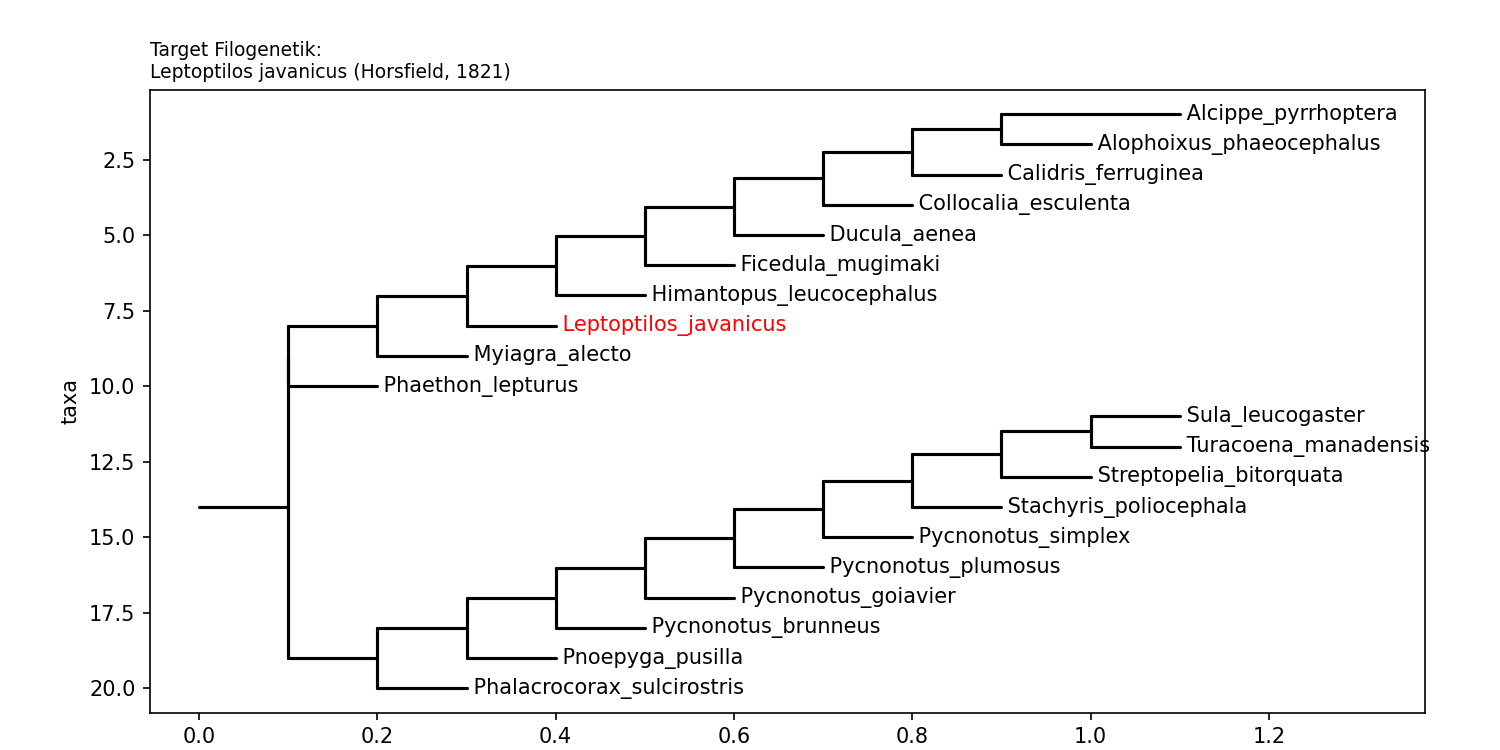 Target Filogenetik:
Leptoptilos javanicus (Horsfield, 1821)
Alcippe_pyrrhoptera
Alophoixus_phaeocephalus
2.5
Calidris_ferruginea
Collocalia_esculenta
5.0
Ducula_aenea
Ficedula_mugimaki
Himantopus_leucocephalus
7.5
Leptoptilos_javanicus
Myiagra_alecto
10.0
Phaethon_lepturus
taxa
Sula_leucogaster
Turacoena_manadensis
12.5
Streptopelia_bitorquata
Stachyris_poliocephala
15.0
Pycnonotus_simplex
Pycnonotus_plumosus
Pycnonotus_goiavier
17.5
Pycnonotus_brunneus
Pnoepyga_pusilla
20.0
Phalacrocorax_sulcirostris
0.0 0.2 0.4 0.6 0.8 1.0 1.2